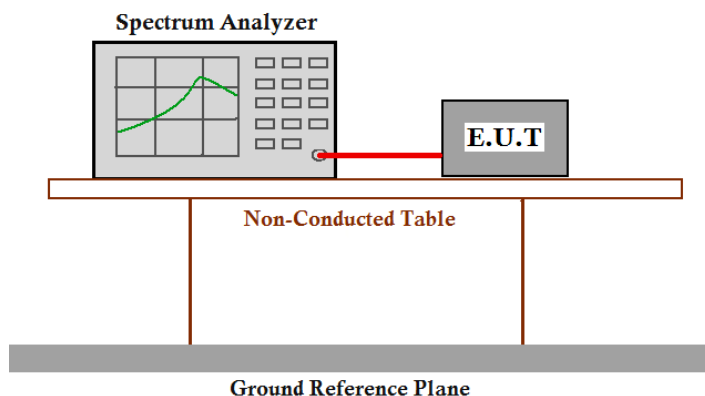 Spectrum Analyzer
E.U.T
Non-Conducted Table
Ground Reference Plane